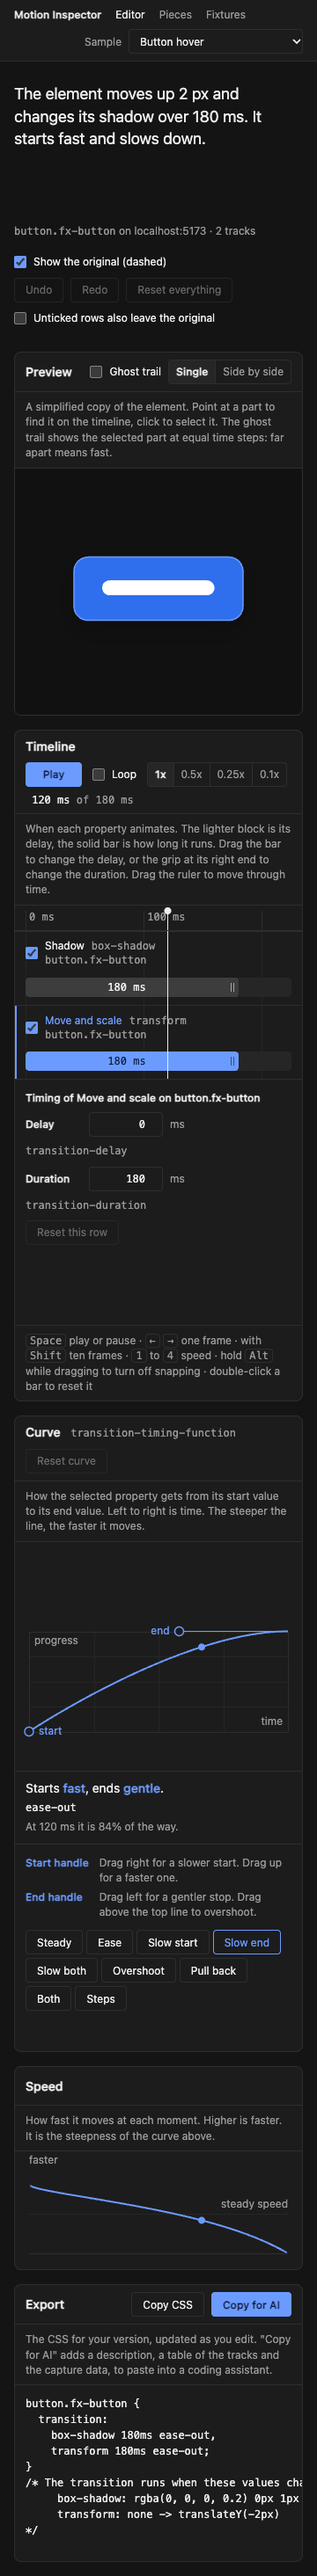 Motion Inspector Editor Pieces Fixtures
Sample Button hover
The element moves up 2 px and
changes its shadow over 180 ms. It
starts fast and slows down.
button.fx-button on localhost:5173 · 2 tracks
Show the original (dashed)
Undo Redo Reset everything
Unticked rows also leave the original
Preview Ghost trail Single Side by side
A simplified copy of the element. Point at a part to
find it on the timeline, click to select it. The ghost
trail shows the selected part at equal time steps: far
apart means fast.
Timeline
Play Loop 1x 0.5x 0.25x 0.1x
120 ms of 180 ms
When each property animates. The lighter block is its
delay, the solid bar is how long it runs. Drag the bar
to change the delay, or the grip at its right end to
change the duration. Drag the ruler to move through
time.
0 ms 100 ms
Shadow box-shadow
button.fx-button
180 ms
Move and scale transform
button.fx-button
180 ms
Timing of Move and scale on button.fx-button
Delay 0 ms
transition-delay
Duration 180 ms
transition-duration
Reset this row
Space play or pause · ← → one frame · with
Shift ten frames · 1 to 4 speed · hold Alt
while dragging to turn off snapping · double-click a
bar to reset it
Curve transition-timing-function
Reset curve
How the selected property gets from its start value
to its end value. Left to right is time. The steeper the
line, the faster it moves.
end
progress
time
start
Starts fast, ends gentle.
ease-out
At 120 ms it is 84% of the way.
Start handle Drag right for a slower start. Drag up
for a faster one.
End handle Drag left for a gentler stop. Drag
above the top line to overshoot.
Steady Ease Slow start Slow end
Slow both Overshoot Pull back
Both Steps
Speed
How fast it moves at each moment. Higher is faster.
It is the steepness of the curve above.
faster
steady speed
Export Copy CSS Copy for AI
The CSS for your version, updated as you edit. "Copy
for AI" adds a description, a table of the tracks and
the capture data, to paste into a coding assistant.
button.fx-button {
transition:
box-shadow 180ms ease-out,
transform 180ms ease-out;
}
/* The transition runs when these values cha
box-shadow: rgba(0, 0, 0, 0.2) 0px 1px
transform: none -> translateY(-2px)
*/